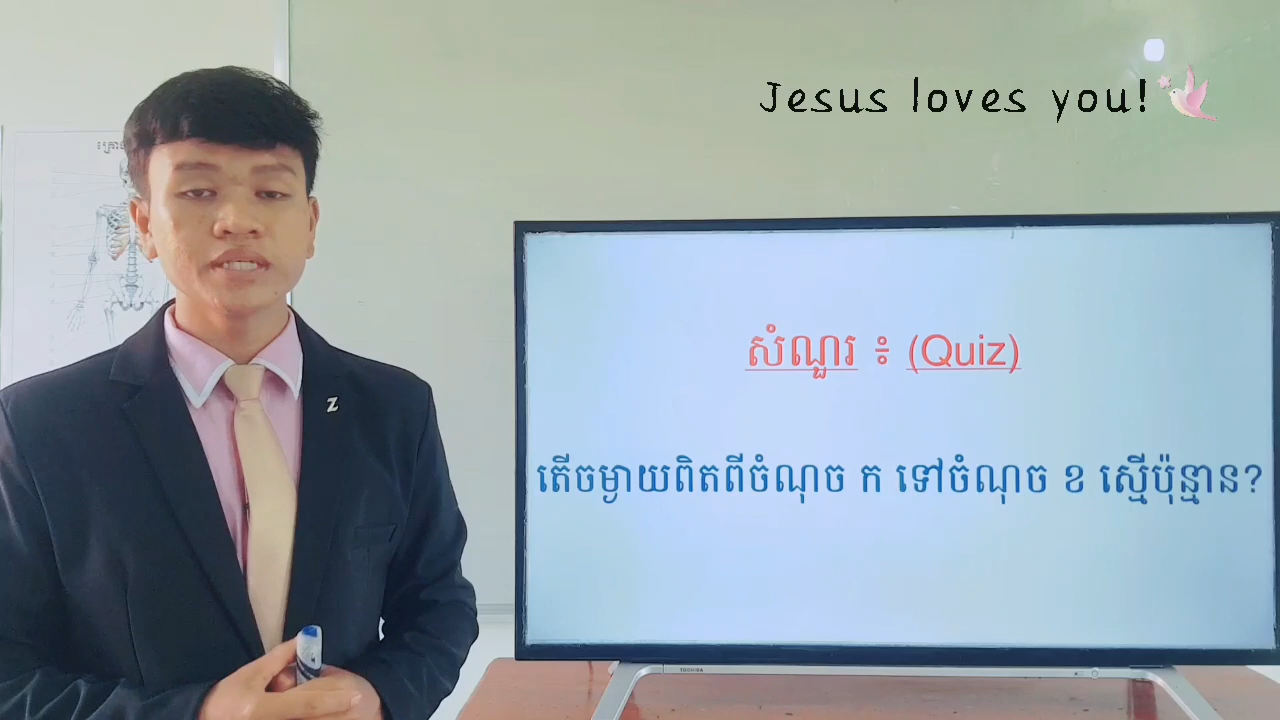 Jesus loves you!
សំណួរ ៖ (Quiz)
តើចម្ងាយពិតពីចំណុច ក ទៅចំណុច ខ ស្មើប៉ុន្មាន?
Z
TOSHIBA